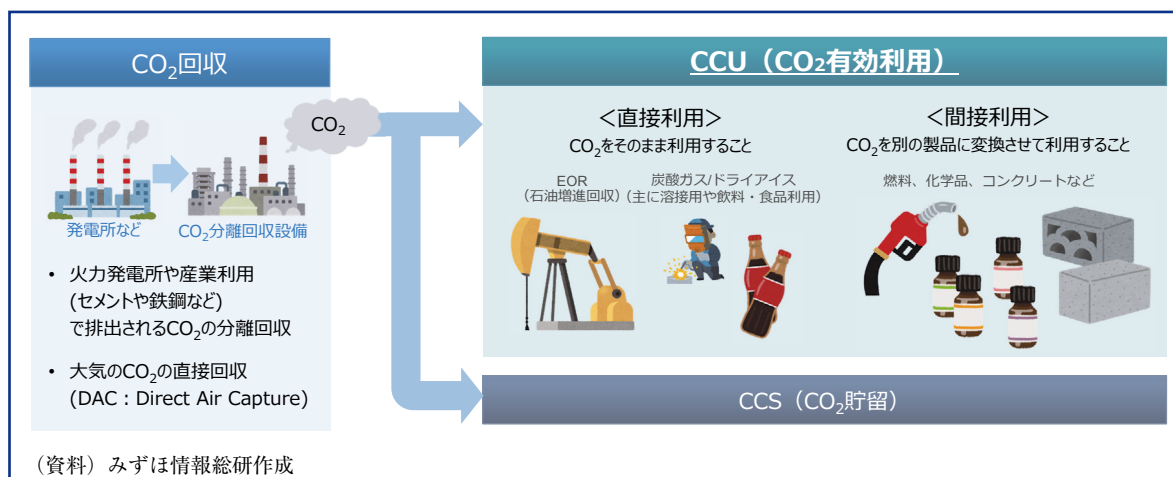 CO₂回収
CO₂
発電所など
CO₂分離回収設備
• 火力発電所や産業利用
(セメントや鉄鋼など)
で排出されるCO₂の分離回収
• 大気のCO₂の直接回収
(DAC：Direct Air Capture)
CCU（CO₂有効利用）
＜直接利用＞
CO₂をそのまま利用すること
EOR
（石油増進回収）
炭酸ガス/ドライアイス
（主に溶接用や飲料・食品利用）
＜間接利用＞
CO₂を別の製品に変換させて利用すること
燃料、化学品、コンクリートなど
CCS（CO₂貯留）
（資料）みずほ情報総研作成